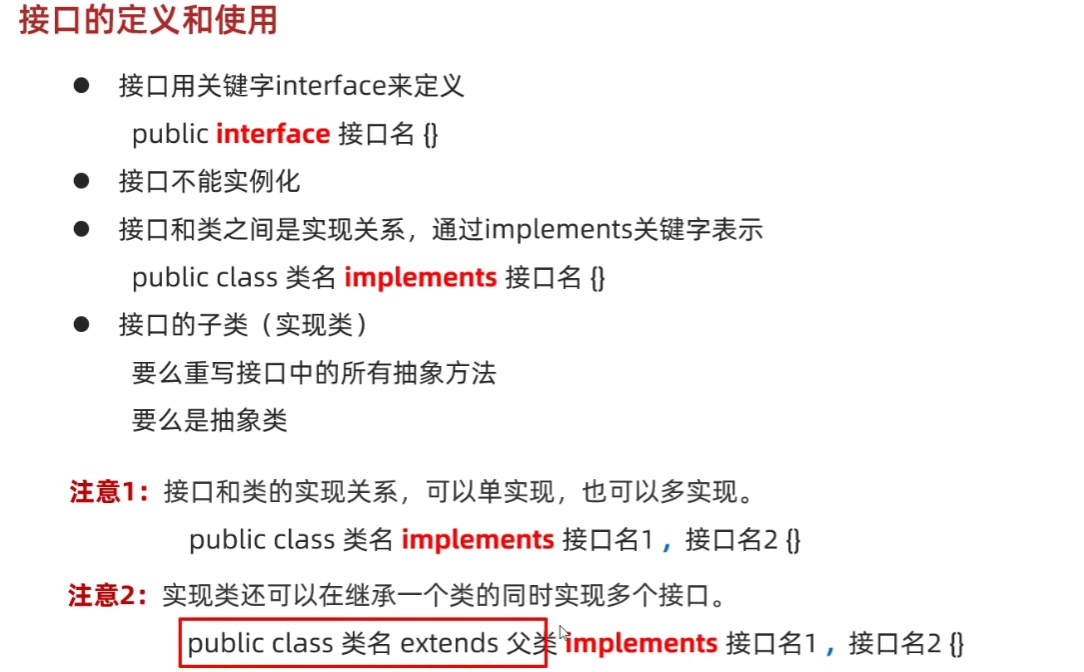 接口的定义和使用
● 接口用关键字interface来定义
public interface 接口名 {}
● 接口不能实例化
● 接口和类之间是实现关系，通过implements关键字表示
public class 类名 implements 接口名 {}
● 接口的子类（实现类）
要么重写接口中的所有抽象方法
要么是抽象类
注意1：接口和类的实现关系，可以单实现，也可以多实现。
public class 类名 implements 接口名1 ，接口名2 {}
注意2：实现类还可以在继承一个类的同时实现多个接口。
public class 类名 extends 父类 implements 接口名1 ，接口名2 {}